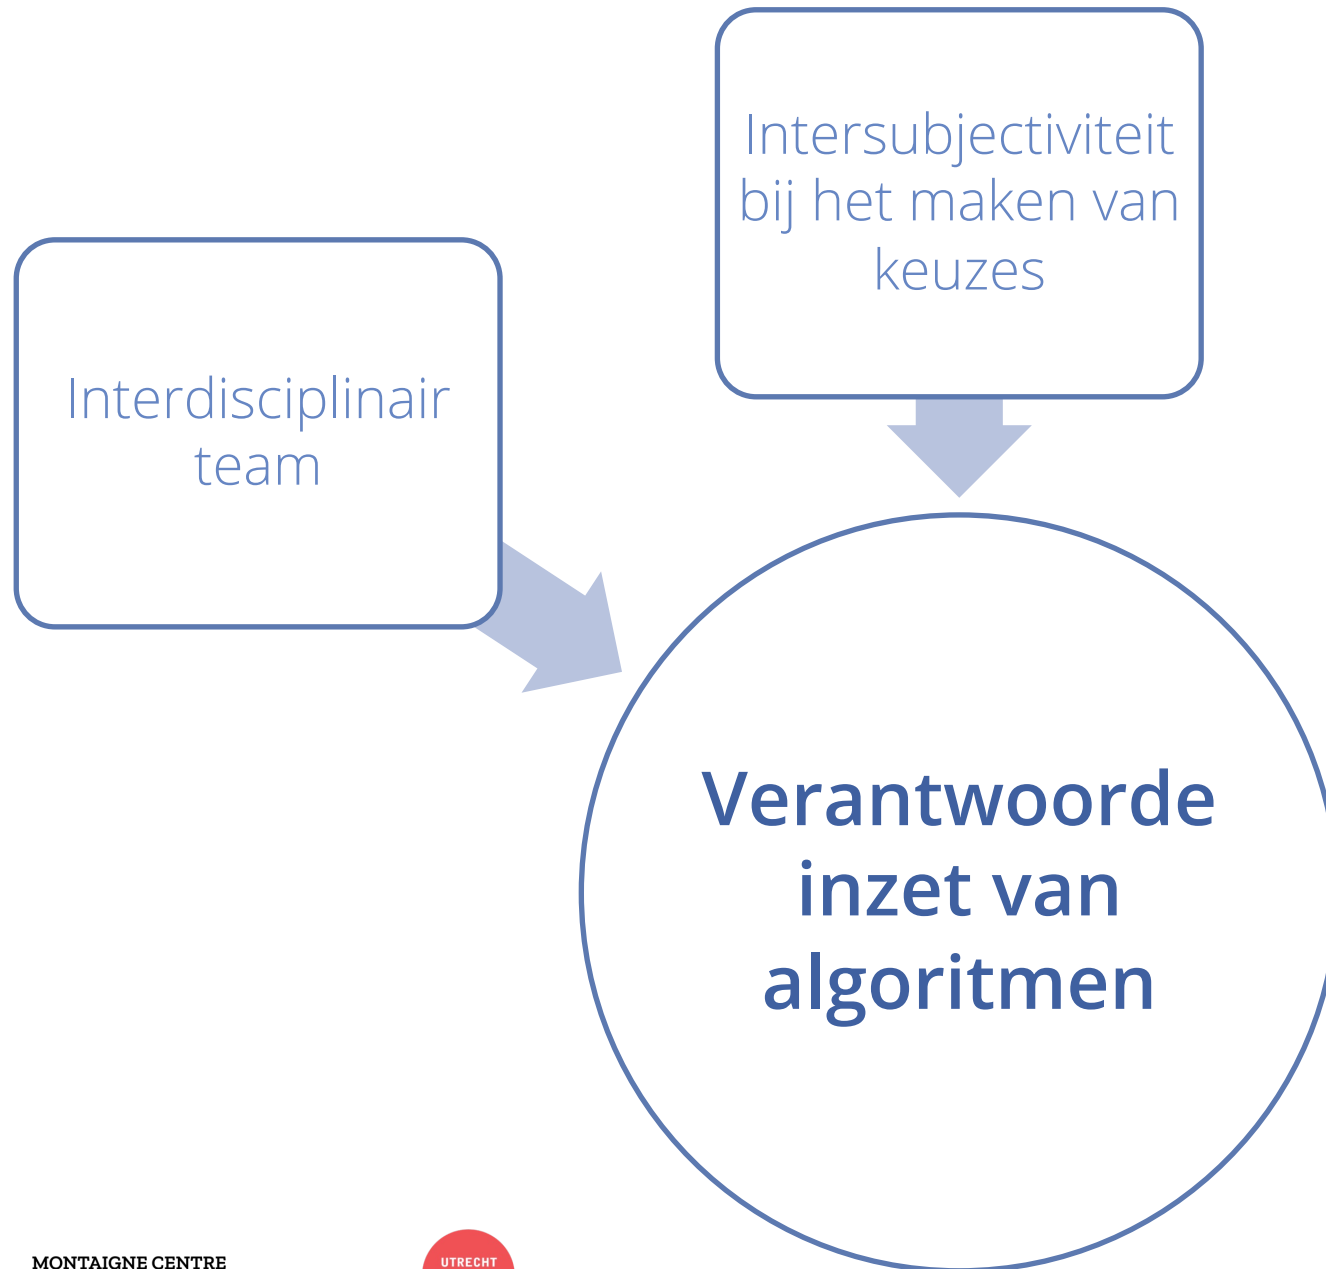 Intersubjectiviteit
bij het maken van
keuzes
Interdisciplinair
team
Verantwoorde
inzet van
algoritmen
MONTAIGNE CENTRE
UTRECHT